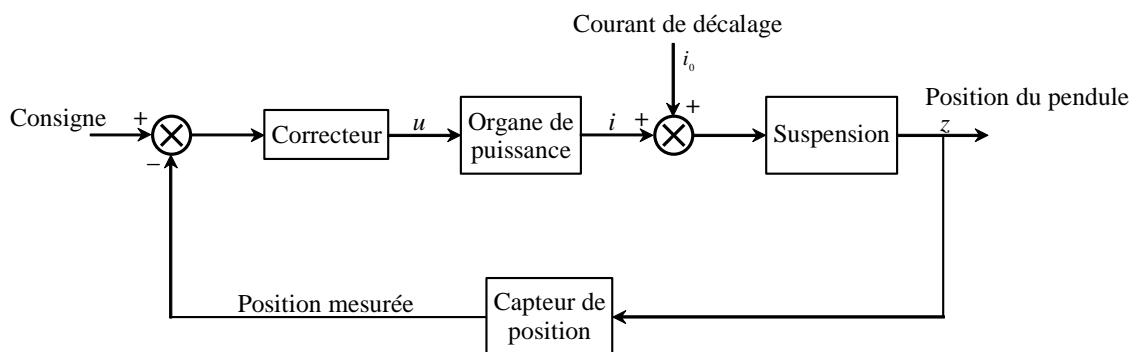 Courant de décalage
i₀
Consigne
+
−
Correcteur
u
Organe de
puissance
i
+
+
Suspension
Position du pendule
z
Position mesurée
Capteur de
position